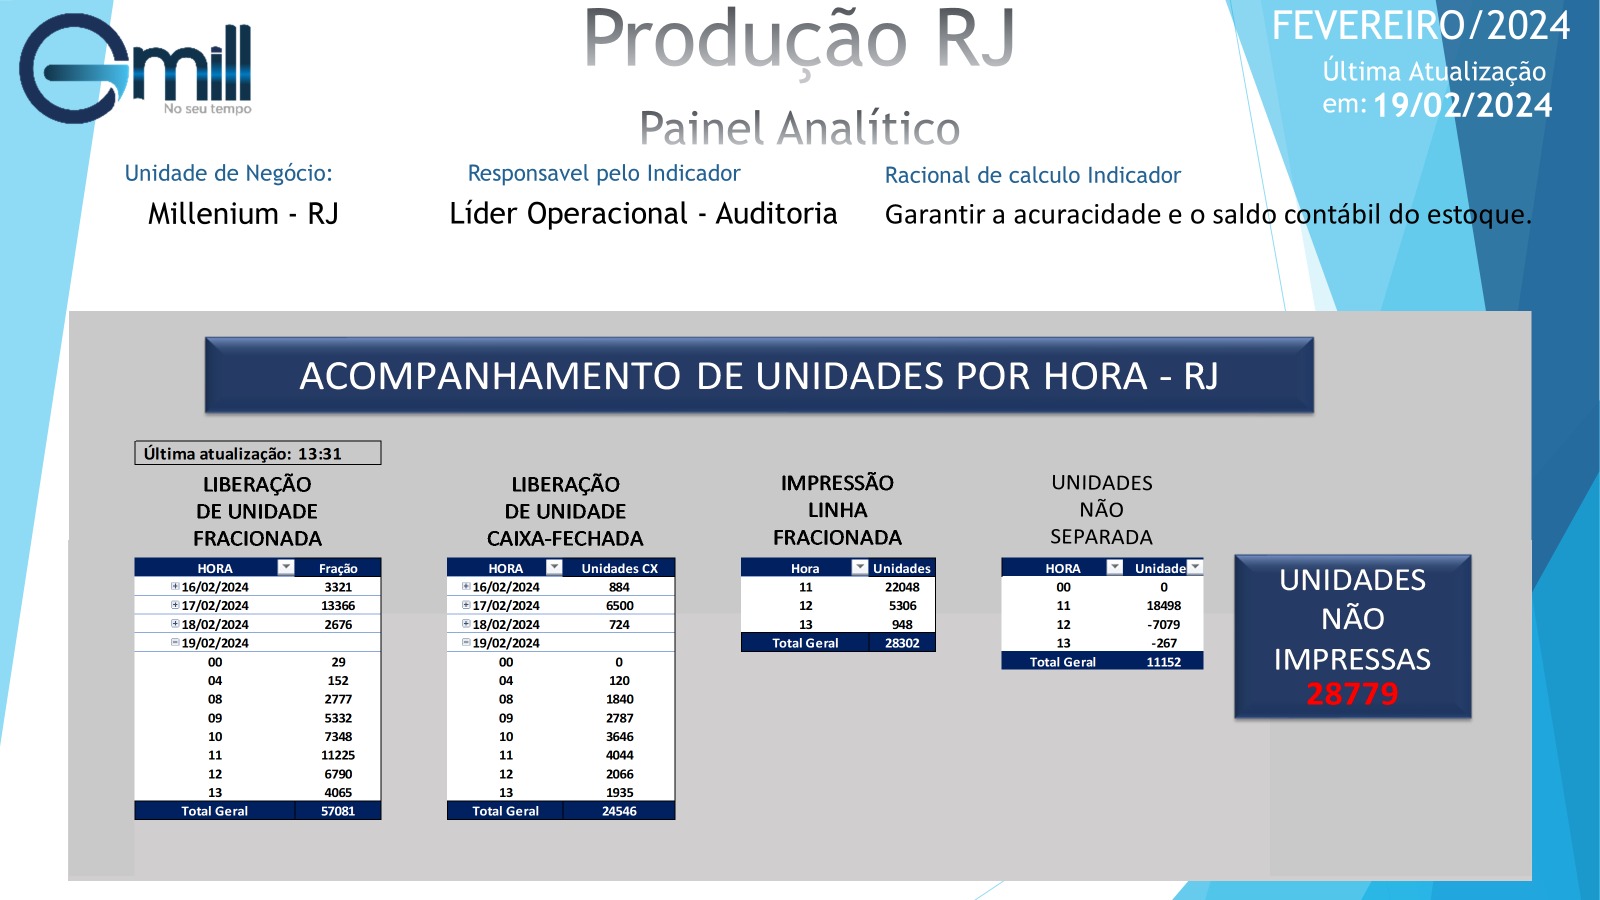 Gmill
No seu tempo
Produção RJ
Painel Analítico
FEVEREIRO/2024
Última Atualização
em: 19/02/2024
Unidade de Negócio:
Millenium - RJ
Responsavel pelo Indicador
Líder Operacional - Auditoria
Racional de calculo Indicador
Garantir a acuracidade e o saldo contábil do estoque.
ACOMPANHAMENTO DE UNIDADES POR HORA - RJ
Última atualização: 13:31
LIBERAÇÃO
DE UNIDADE
FRACIONADA
HORA Fração
16/02/2024 3321
17/02/2024 13366
18/02/2024 2676
19/02/2024
00 29
04 152
08 2777
09 5332
10 7348
11 11225
12 6790
13 4065
Total Geral 57081
LIBERAÇÃO
DE UNIDADE
CAIXA-FECHADA
HORA Unidades CX
16/02/2024 884
17/02/2024 6500
18/02/2024 724
19/02/2024
00 0
04 120
08 1840
09 2787
10 3646
11 4044
12 2066
13 1935
Total Geral 24546
IMPRESSÃO
LINHA
FRACIONADA
Hora Unidades
11 22048
12 5306
13 948
Total Geral 28302
UNIDADES
NÃO
SEPARADA
HORA Unidade
00 0
11 18498
12 -7079
13 -267
Total Geral 11152
UNIDADES
NÃO
IMPRESSAS
28779